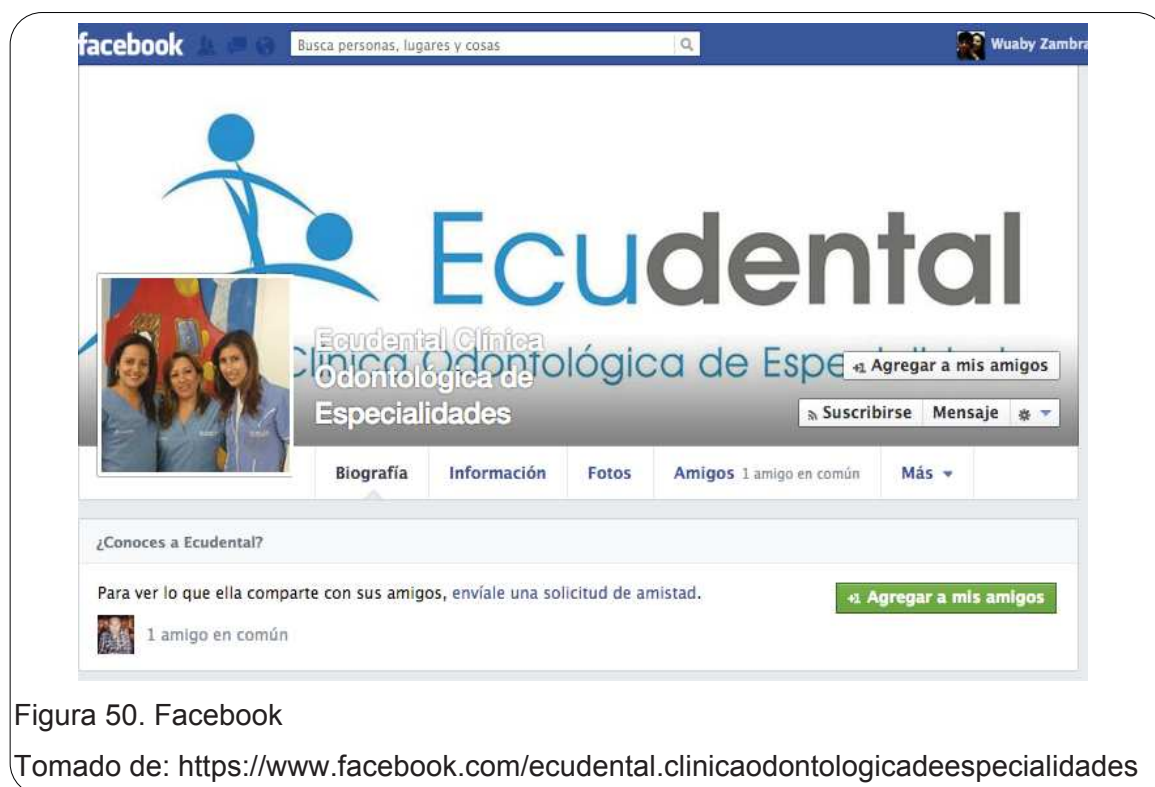 facebook Busca personas, lugares y cosas Wuaby Zambra
Ecudental
Clínica Odontológica de Espe
Ecudental Clínica
Odontológica de
Especialidades
+1 Agregar a mis amigos
Suscribirse Mensaje
Biografía Información Fotos Amigos 1 amigo en común Más
¿Conoces a Ecudental?
Para ver lo que ella comparte con sus amigos, envíale una solicitud de amistad.
+1 Agregar a mis amigos
1 amigo en común
Figura 50. Facebook
Tomado de: https://www.facebook.com/ecudental.clinicaodontologicadeespecialidades